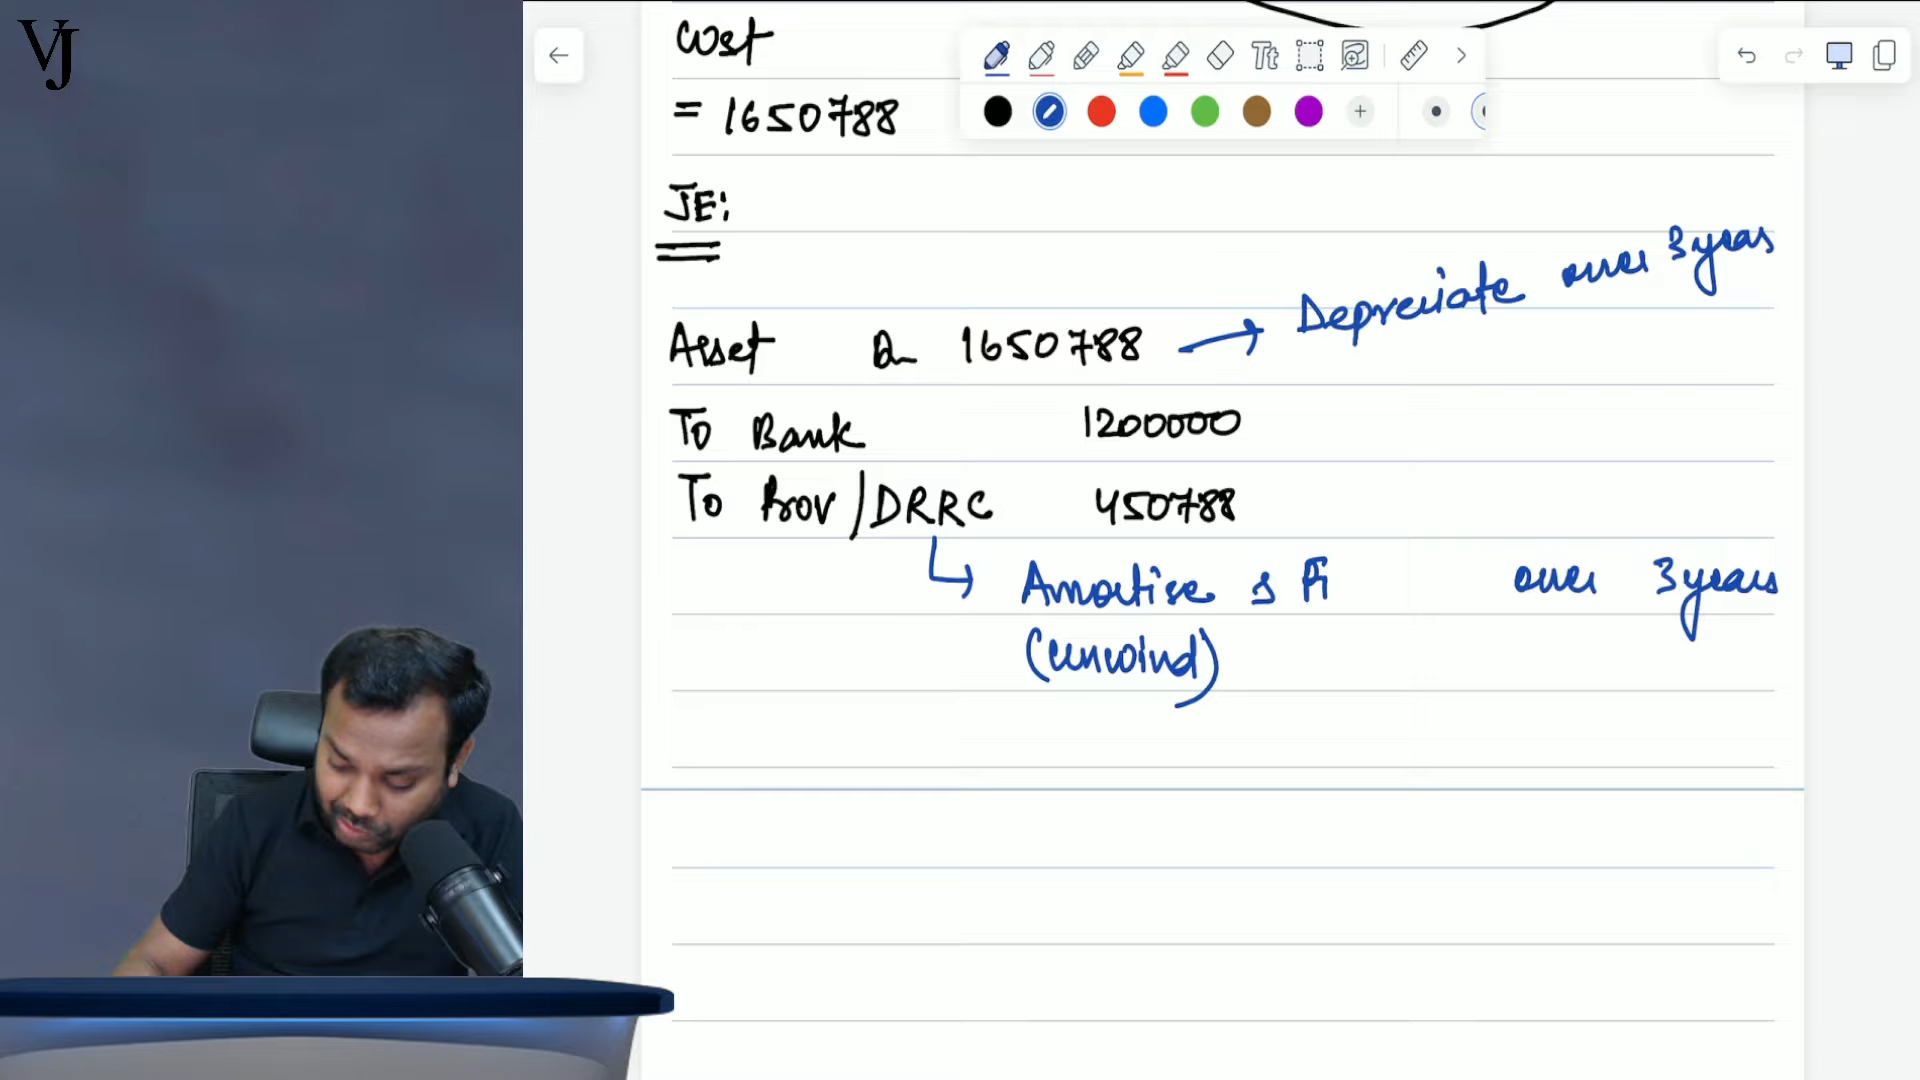 VJ
Cost
= 1650788
Tt
JE:
Asset Dr 1650788 → Depreciate over 3 years
To Bank 1200000
To Prov/DRRC 450788
Amortise & Fi over 3 years
(unwind)